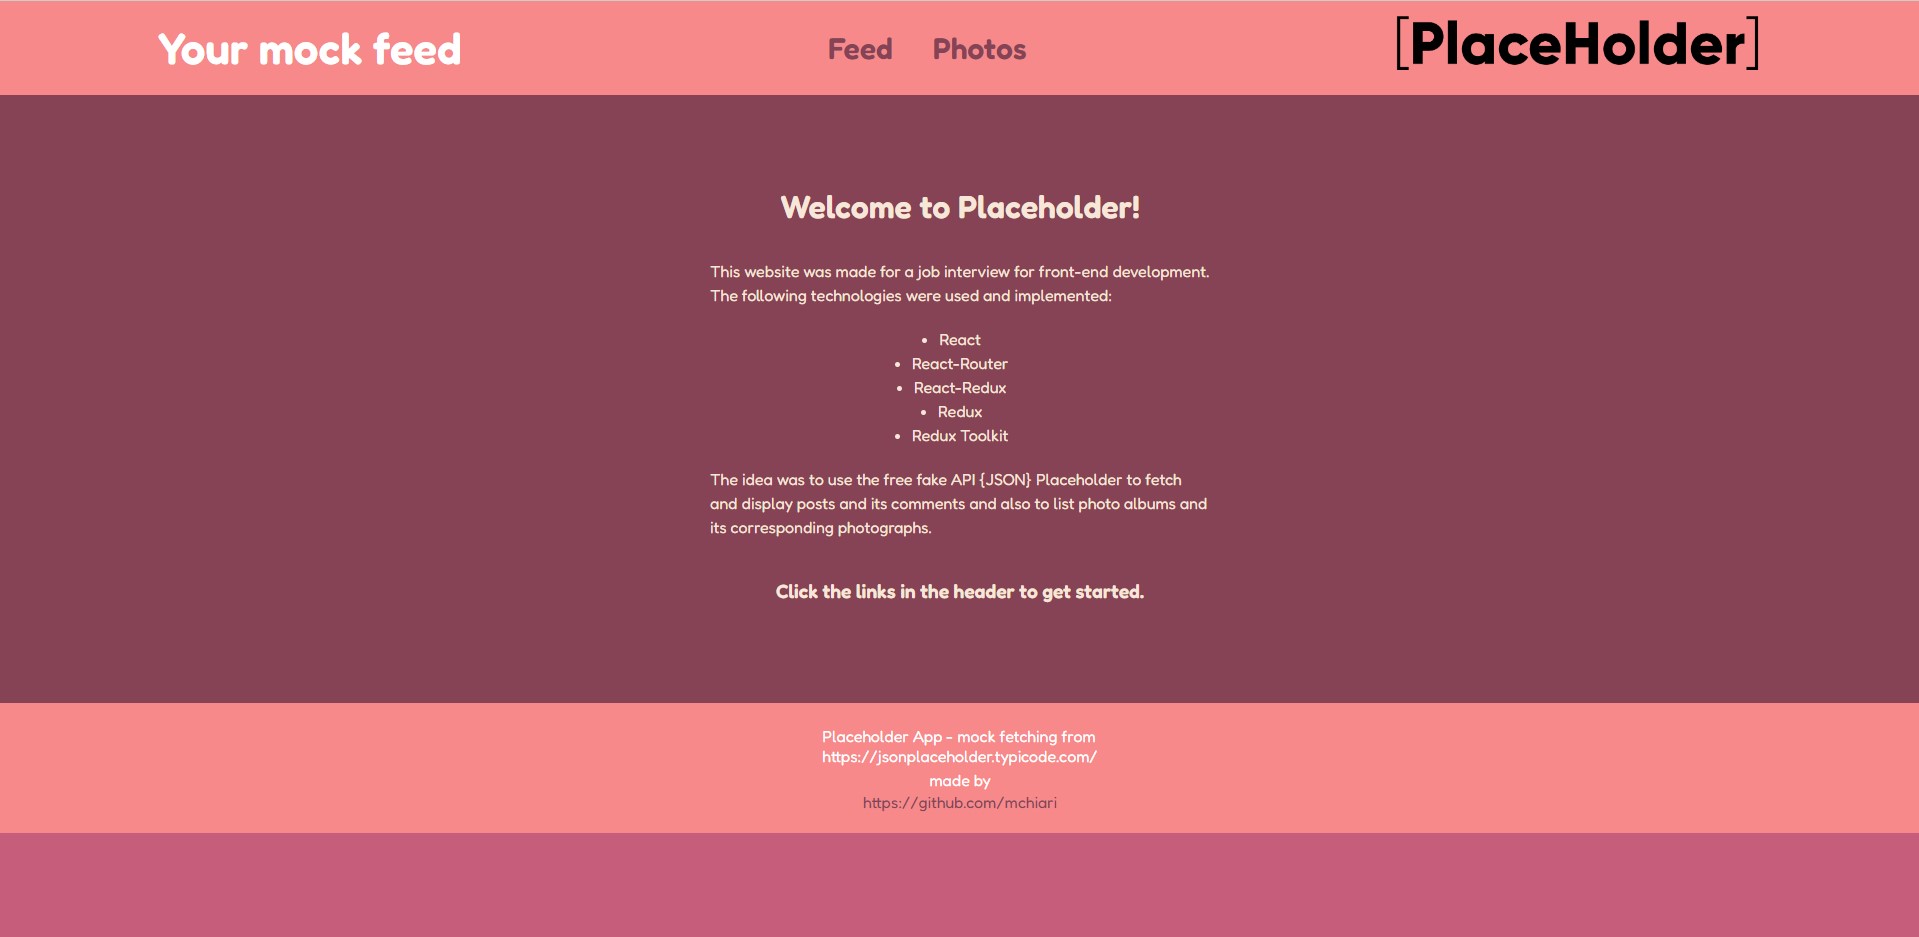 Your mock feed
Feed Photos
[PlaceHolder]
Welcome to Placeholder!
This website was made for a job interview for front-end development.
The following technologies were used and implemented:
• React
• React-Router
• React-Redux
• Redux
• Redux Toolkit
The idea was to use the free fake API {JSON} Placeholder to fetch
and display posts and its comments and also to list photo albums and
its corresponding photographs.
Click the links in the header to get started.
Placeholder App - mock fetching from
https://jsonplaceholder.typicode.com/
made by
https://github.com/mchiari